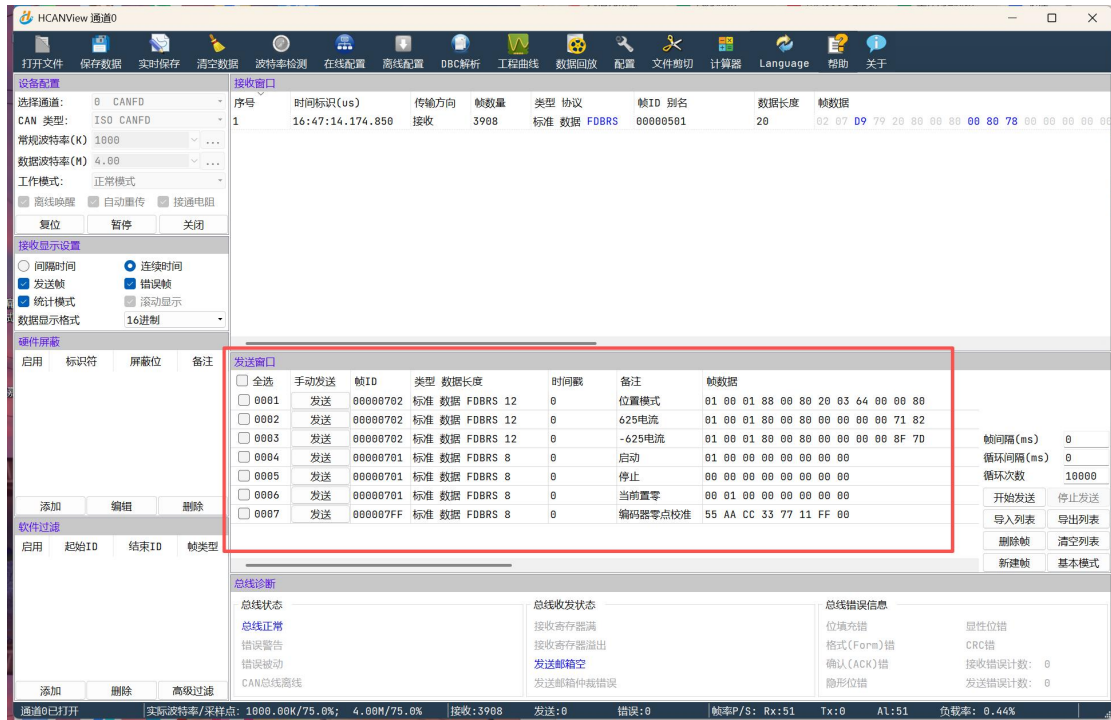 HCANView 通道0
打开文件 保存数据 实时保存 清空数据 波特率检测 在线配置 离线配置 DBC解析 工程曲线 数据回放 配置 文件剪切 计算器 Language 帮助 关于
设备配置
选择通道: 0 CANFD
CAN 类型: ISO CANFD
常规波特率(K) 1000 ...
数据波特率(M) 4.00 ...
工作模式: 正常模式
离线唤醒 自动重传 接通电阻
复位 暂停 关闭
接收显示设置
间隔时间 连续时间
发送帧 错误帧
统计模式 滚动显示
数据显示格式 16进制
硬件屏蔽
启用 标识符 屏蔽位 备注
添加 编辑 删除
软件过滤
启用 起始ID 结束ID 帧类型
添加 删除 高级过滤
接收窗口
序号 时间标识(us) 传输方向 帧数量 类型 协议 帧ID 别名 数据长度 帧数据
1 16:47:14.174.850 接收 3908 标准 数据 FDBRS 00000501 20 02 07 D9 79 20 80 00 80 00 80 78 00 00 00 00 00
发送窗口
全选 手动发送 帧ID 类型 数据长度 时间戳 备注 帧数据
0001 发送 00000702 标准 数据 FDBRS 12 0 位置模式 01 00 01 88 00 80 20 03 64 00 00 80
0002 发送 00000702 标准 数据 FDBRS 12 0 625电流 01 00 01 80 00 80 00 00 00 00 71 82
0003 发送 00000702 标准 数据 FDBRS 12 0 -625电流 01 00 01 80 00 80 00 00 00 00 8F 7D
0004 发送 00000701 标准 数据 FDBRS 8 0 启动 01 00 00 00 00 00 00 00
0005 发送 00000701 标准 数据 FDBRS 8 0 停止 00 00 00 00 00 00 00 00
0006 发送 00000701 标准 数据 FDBRS 8 0 当前置零 00 01 00 00 00 00 00 00
0007 发送 000007FF 标准 数据 FDBRS 8 0 编码器零点校准 55 AA CC 33 77 11 FF 00
帧间隔(ms) 0
循环间隔(ms) 0
循环次数 10000
开始发送 停止发送
导入列表 导出列表
删除帧 清空列表
新建帧 基本模式
总线诊断
总线状态
总线正常
错误警告
错误被动
CAN总线离线
总线收发状态
接收寄存器满
接收寄存器溢出
发送邮箱空
发送邮箱仲裁错误
总线错误信息
位填充错 显性位错
格式(Form)错 CRC错
确认(ACK)错 接收错误计数: 0
隐形位错 发送错误计数: 0
通道0已打开 实际波特率/采样点: 1000.00K/75.0%; 4.00M/75.0% 接收:3908 发送:0 错误:0 帧率P/S: Rx:51 Tx:0 Al:51 负载率: 0.44%